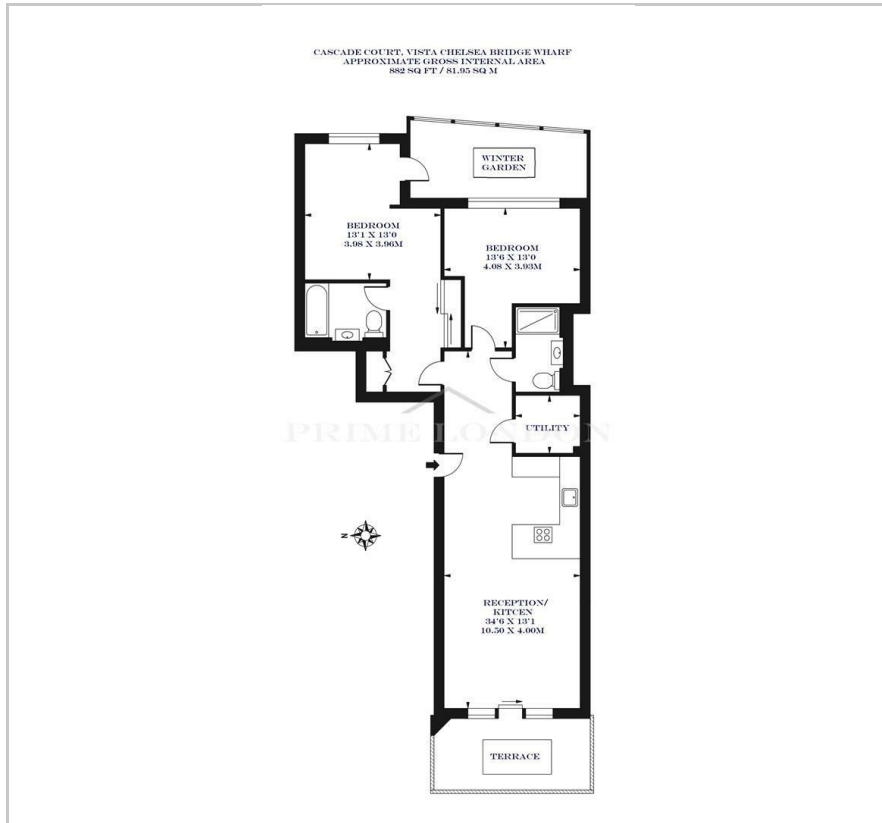 CASCADE COURT, VISTA CHELSEA BRIDGE WHARF
APPROXIMATE GROSS INTERNAL AREA
882 SQ FT / 81.95 SQ M
WINTER
GARDEN
BEDROOM
13'1 X 13'0
3.98 X 3.96M
BEDROOM
13'6 X 13'0
4.08 X 3.93M
PRIME LONDON
UTILITY
N
RECEPTION/
KITCEN
34'6 X 13'1
10.50 X 4.00M
TERRACE